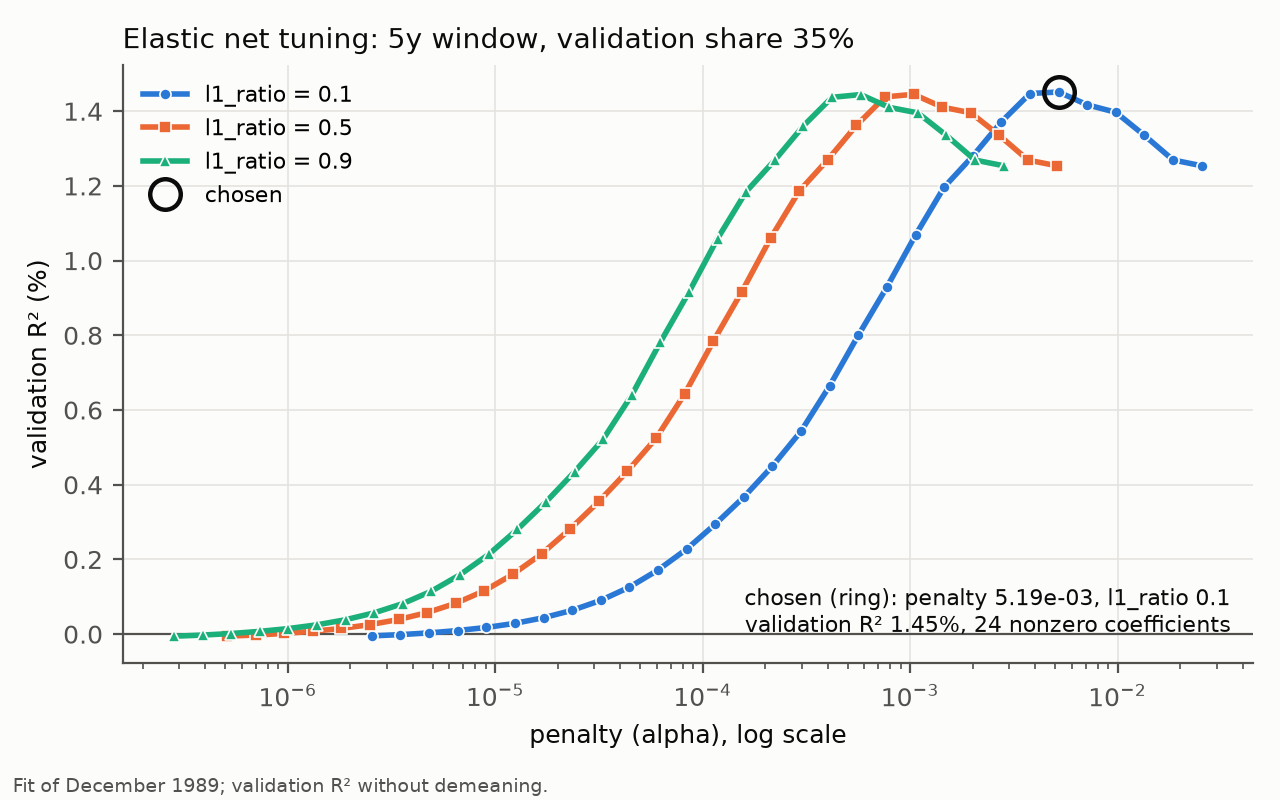 Elastic net tuning: 5y window, validation share 35%
l1_ratio = 0.1
l1_ratio = 0.5
l1_ratio = 0.9
chosen
validation R² (%)
1.4
1.2
1.0
0.8
0.6
0.4
0.2
0.0
chosen (ring): penalty 5.19e-03, l1_ratio 0.1
validation R² 1.45%, 24 nonzero coefficients
10⁻⁶ 10⁻⁵ 10⁻⁴ 10⁻³ 10⁻²
penalty (alpha), log scale
Fit of December 1989; validation R² without demeaning.